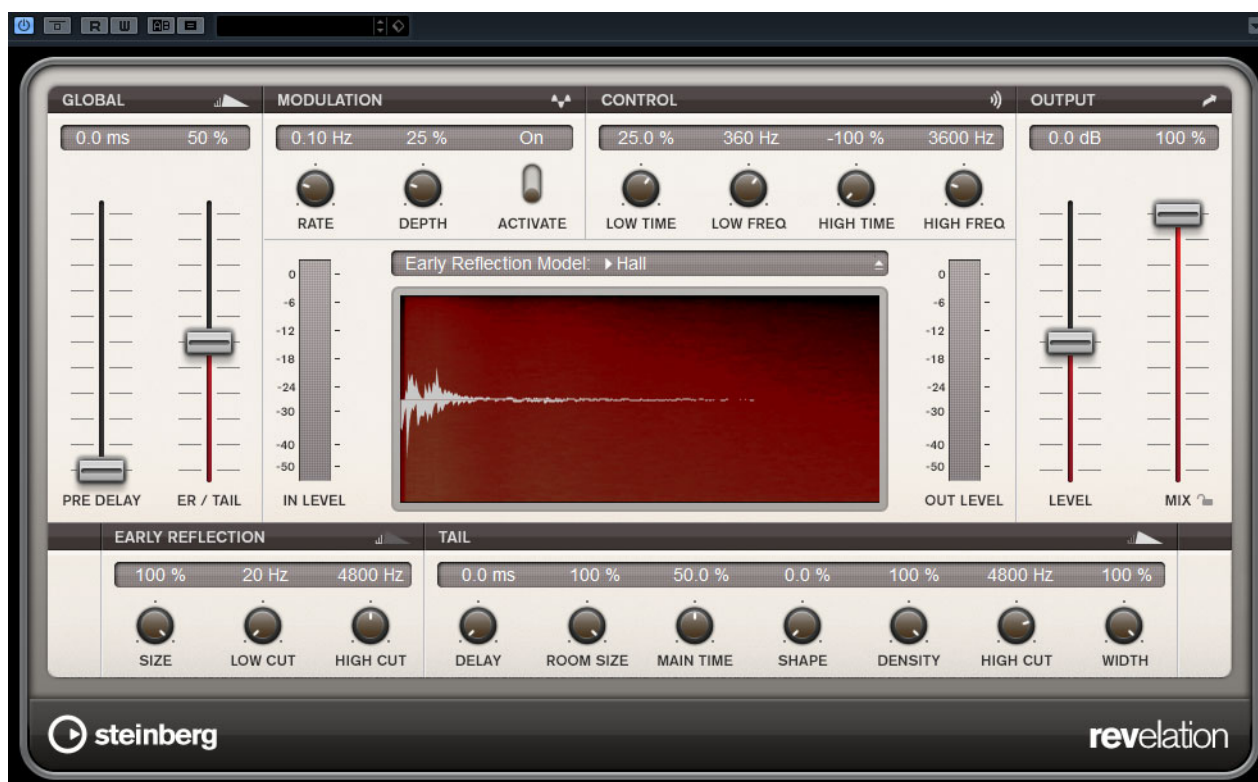 R W AB
GLOBAL MODULATION CONTROL OUTPUT
0.0 ms 50 % 0.10 Hz 25 % On 25.0 % 360 Hz -100 % 3600 Hz 0.0 dB 100 %
RATE DEPTH ACTIVATE LOW TIME LOW FREQ HIGH TIME HIGH FREQ
Early Reflection Model: Hall
0 0
-6 -6
-12 -12
-18 -18
-24 -24
-30 -30
-40 -40
-50 -50
PRE DELAY ER / TAIL IN LEVEL OUT LEVEL LEVEL MIX
EARLY REFLECTION TAIL
100 % 20 Hz 4800 Hz 0.0 ms 100 % 50.0 % 0.0 % 100 % 4800 Hz 100 %
SIZE LOW CUT HIGH CUT DELAY ROOM SIZE MAIN TIME SHAPE DENSITY HIGH CUT WIDTH
steinberg revelation